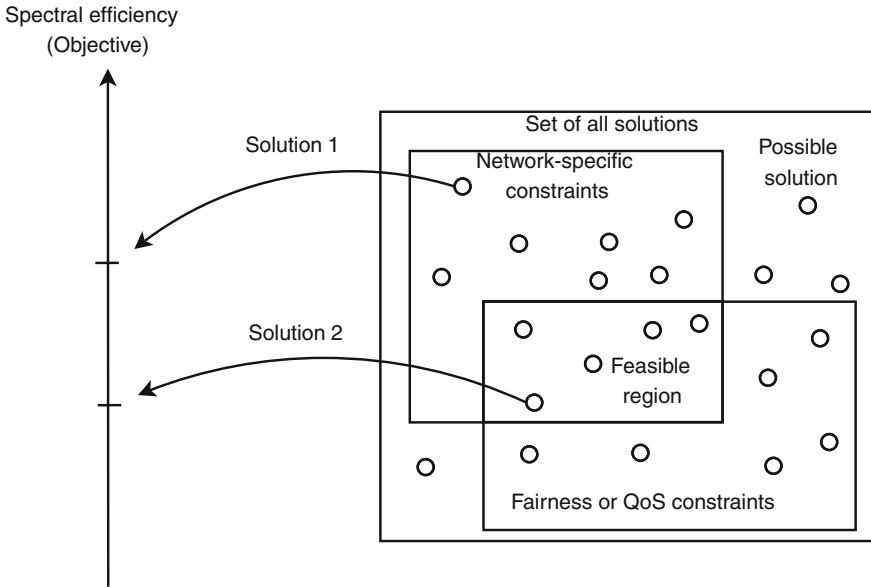 Spectral efficiency
(Objective)
Solution 1
Set of all solutions
Network-specific
constraints
Possible
solution
Solution 2
Feasible
region
Fairness or QoS constraints